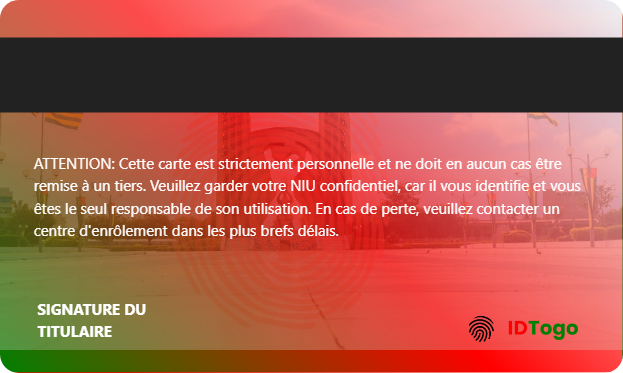 ATTENTION: Cette carte est strictement personnelle et ne doit en aucun cas être
remise à un tiers. Veuillez garder votre NIU confidentiel, car il vous identifie et vous
êtes le seul responsable de son utilisation. En cas de perte, veuillez contacter un
centre d'enrôlement dans les plus brefs délais.
SIGNATURE DU
TITULAIRE
IDTogo